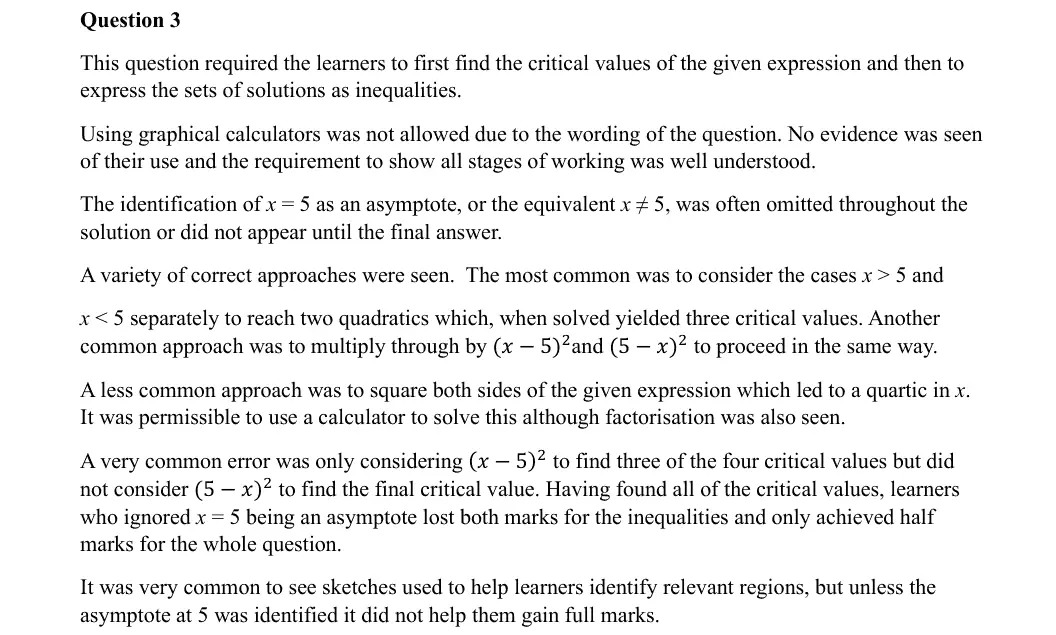 Question 3
This question required the learners to first find the critical values of the given expression and then to
express the sets of solutions as inequalities.
Using graphical calculators was not allowed due to the wording of the question. No evidence was seen
of their use and the requirement to show all stages of working was well understood.
The identification of x = 5 as an asymptote, or the equivalent x ≠ 5, was often omitted throughout the
solution or did not appear until the final answer.
A variety of correct approaches were seen.  The most common was to consider the cases x > 5 and
x < 5 separately to reach two quadratics which, when solved yielded three critical values. Another
common approach was to multiply through by (x − 5)²and (5 − x)² to proceed in the same way.
A less common approach was to square both sides of the given expression which led to a quartic in x.
It was permissible to use a calculator to solve this although factorisation was also seen.
A very common error was only considering (x − 5)² to find three of the four critical values but did
not consider (5 − x)² to find the final critical value. Having found all of the critical values, learners
who ignored x = 5 being an asymptote lost both marks for the inequalities and only achieved half
marks for the whole question.
It was very common to see sketches used to help learners identify relevant regions, but unless the
asymptote at 5 was identified it did not help them gain full marks.